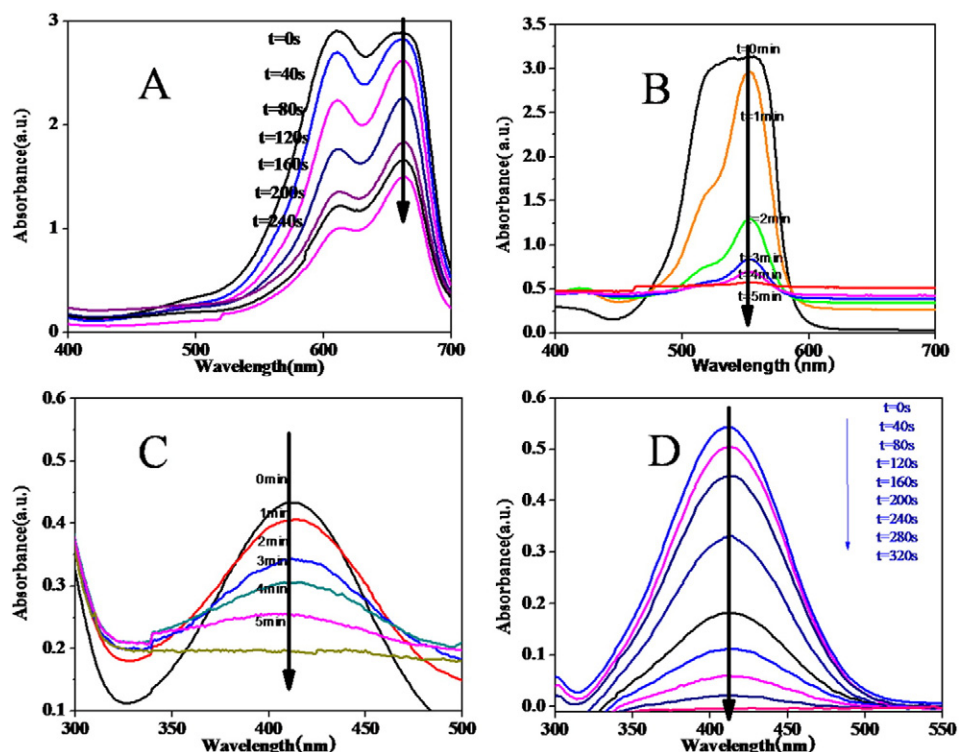 A
Absorbance(a.u.)
3
2
1
0
t=0s
t=40s
t=80s
t=120s
t=160s
t=200s
t=240s
400
500
600
700
Wavelength(nm)
B
Absorbance(a.u.)
3.5
3.0
2.5
2.0
1.5
1.0
0.5
0.0
t=0min
t=1min
t=2min
t=3min
t=4min
t=5min
400
500
600
700
Wavelength (nm)
C
Absorbance(a.u.)
0.6
0.5
0.4
0.3
0.2
0.1
0min
1min
2min
3min
4min
5min
300
350
400
450
500
Wavelength(nm)
D
Absorbance(a.u.)
0.6
0.5
0.4
0.3
0.2
0.1
0.0
t=0s
t=40s
t=80s
t=120s
t=160s
t=200s
t=240s
t=280s
t=320s
300
350
400
450
500
550
Wavelength(nm)